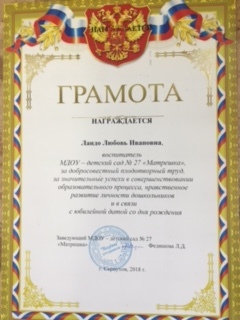 ГРАМОТА
НАГРАЖДАЕТСЯ
Ландо Любовь Ивановна,
воспитатель
МДОУ – детский сад № 27 «Матрешка»,
за добросовестный плодотворный труд,
за значительные успехи в совершенствовании
образовательного процесса, нравственное
развитие личности дошкольников
и в связи
с юбилейной датой со дня рождения
Заведующий МДОУ – детский сад № 27
«Матрешка» Л.Д.
г. Серпухов, 2018 г.